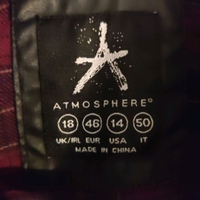 ATMOSPHERE®
18 46 14 50
UK/IRL EUR USA IT
MADE IN CHINA